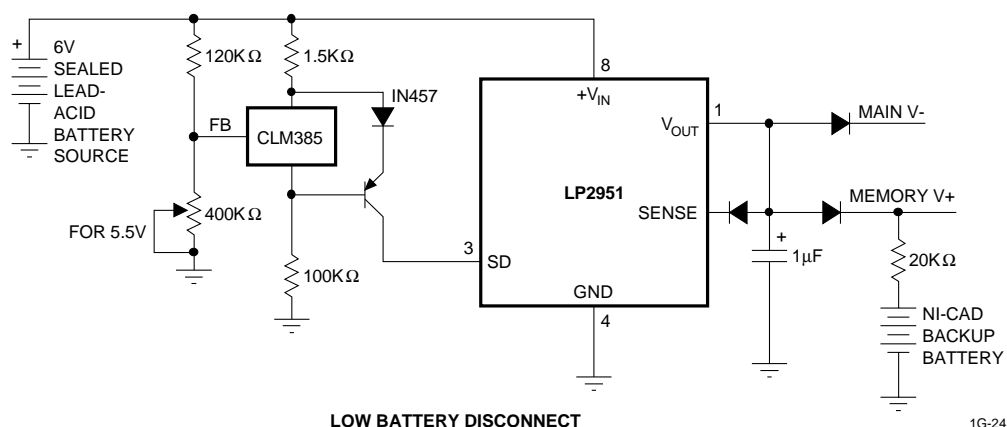 +
6V
SEALED
LEAD-
ACID
BATTERY
SOURCE
120KΩ
1.5KΩ
IN457
FB
CLM385
400KΩ
FOR 5.5V
100KΩ
3
SD
8
+VIN
1
VOUT
LP2951
SENSE
GND
4
MAIN V-
MEMORY V+
+
1µF
20KΩ
NI-CAD
BACKUP
BATTERY
LOW BATTERY DISCONNECT
1G-24